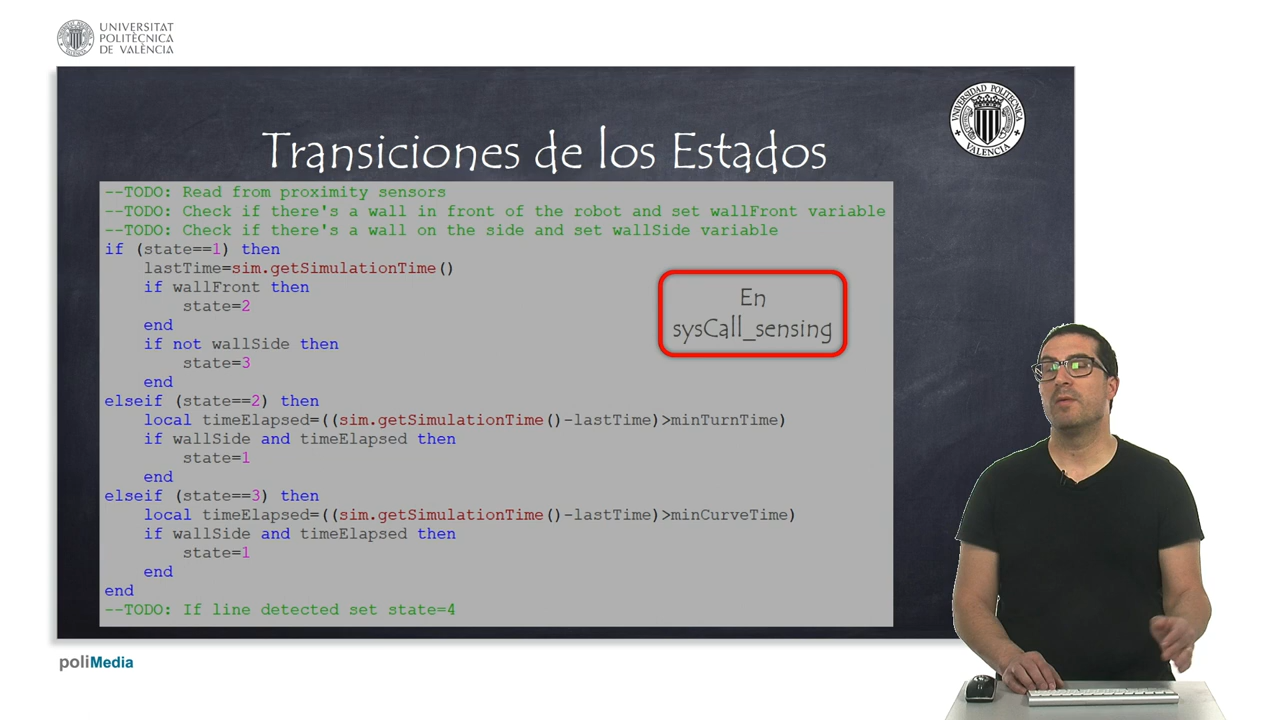 UNIVERSITAT
POLITÈCNICA
DE VALÈNCIA
UNIVERSIDAD POLITECNICA
VALENCIA
Transiciones de los Estados
--TODO: Read from proximity sensors
--TODO: Check if there's a wall in front of the robot and set wallFront variable
--TODO: Check if there's a wall on the side and set wallSide variable
if (state==1) then
    lastTime=sim.getSimulationTime()
    if wallFront then
        state=2
    end
    if not wallSide then
        state=3
    end
elseif (state==2) then
    local timeElapsed=((sim.getSimulationTime()-lastTime)>minTurnTime)
    if wallSide and timeElapsed then
        state=1
    end
elseif (state==3) then
    local timeElapsed=((sim.getSimulationTime()-lastTime)>minCurveTime)
    if wallSide and timeElapsed then
        state=1
    end
end
--TODO: If line detected set state=4
En
sysCall_sensing
poliMedia